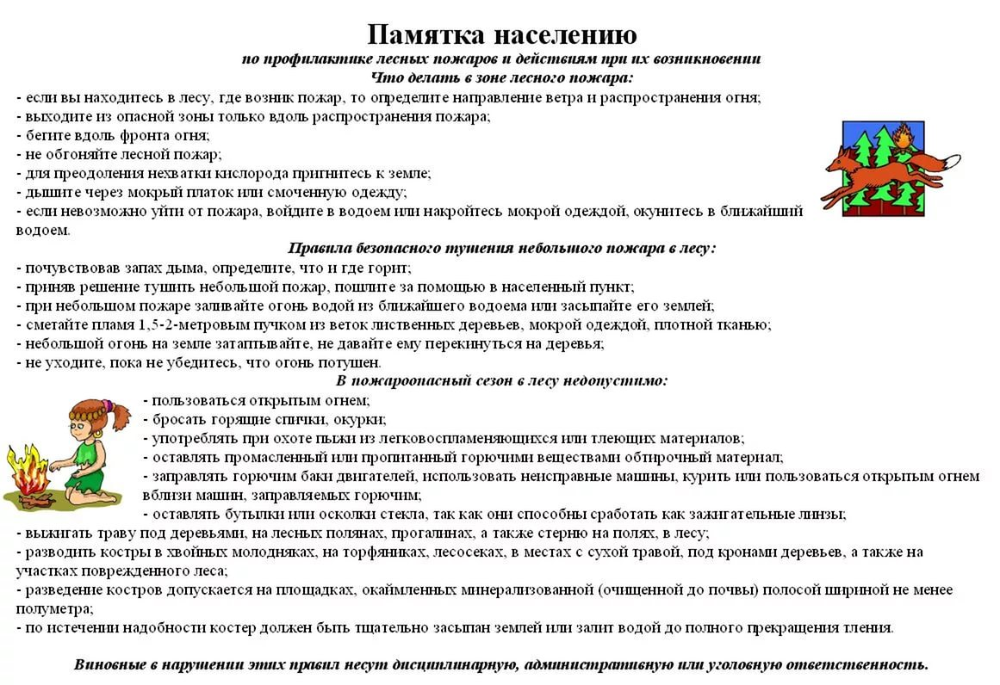 Памятка населению
по профилактике лесных пожаров и действиям при их возникновении
Что делать в зоне лесного пожара:
- если вы находитесь в лесу, где возник пожар, то определите направление ветра и распространения огня;
- выходите из опасной зоны только вдоль распространения пожара;
- бегите вдоль фронта огня;
- не обгоняйте лесной пожар;
- для преодоления нехватки кислорода пригнитесь к земле;
- дышите через мокрый платок или смоченную одежду;
- если невозможно уйти от пожара, войдите в водоем или накройтесь мокрой одеждой, окунитесь в ближайший
водоем.
Правила безопасного тушения небольшого пожара в лесу:
- почувствовав запах дыма, определите, что и где горит;
- приняв решение тушить небольшой пожар, пошлите за помощью в населенный пункт;
- при небольшом пожаре заливайте огонь водой из ближайшего водоема или засыпайте его землей;
- сметайте пламя 1,5-2-метровым пучком из веток лиственных деревьев, мокрой одеждой, плотной тканью;
- небольшой огонь на земле затаптывайте, не давайте ему перекинуться на деревья;
- не уходите, пока не убедитесь, что огонь потушен.
В пожароопасный сезон в лесу недопустимо:
- пользоваться открытым огнем;
- бросать горящие спички, окурки;
- употреблять при охоте пыжи из легковоспламеняющихся или тлеющих материалов;
- оставлять промасленный или пропитанный горючими веществами обтирочный материал;
- заправлять горючим баки двигателей, использовать неисправные машины, курить или пользоваться открытым огнем
вблизи машин, заправляемых горючим;
- оставлять бутылки или осколки стекла, так как они способны сработать как зажигательные линзы;
- выжигать траву под деревьями, на лесных полянах, прогалинах, а также стерню на полях, в лесу;
- разводить костры в хвойных молодняках, на торфяниках, лесосеках, в местах с сухой травой, под кронами деревьев, а также на
участках поврежденного леса;
- разведение костров допускается на площадках, окаймленных минерализованной (очищенной до почвы) полосой шириной не менее
полуметра;
- по истечении надобности костер должен быть тщательно засыпан землей или залит водой до полного прекращения тления.
Виновные в нарушении этих правил несут дисциплинарную, административную или уголовную ответственность.